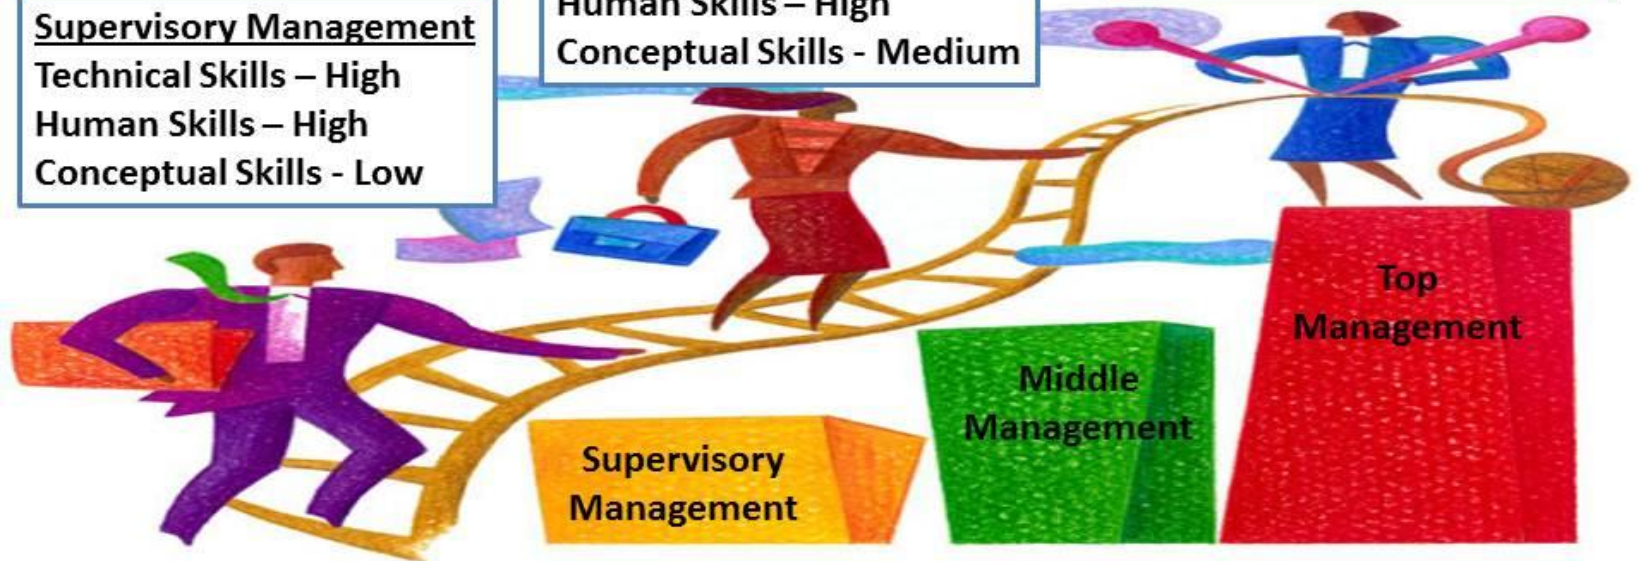 Supervisory Management
Technical Skills – High
Human Skills – High
Conceptual Skills - Low
Human Skills – High
Conceptual Skills - Medium
Supervisory
Management
Middle
Management
Top
Management